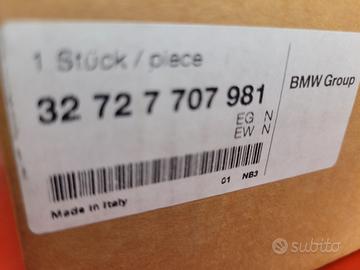 1 Stück / piece
BMW Group
32 72 7 707 981
EG N
EW N
01 NB3
Made in Italy
subito